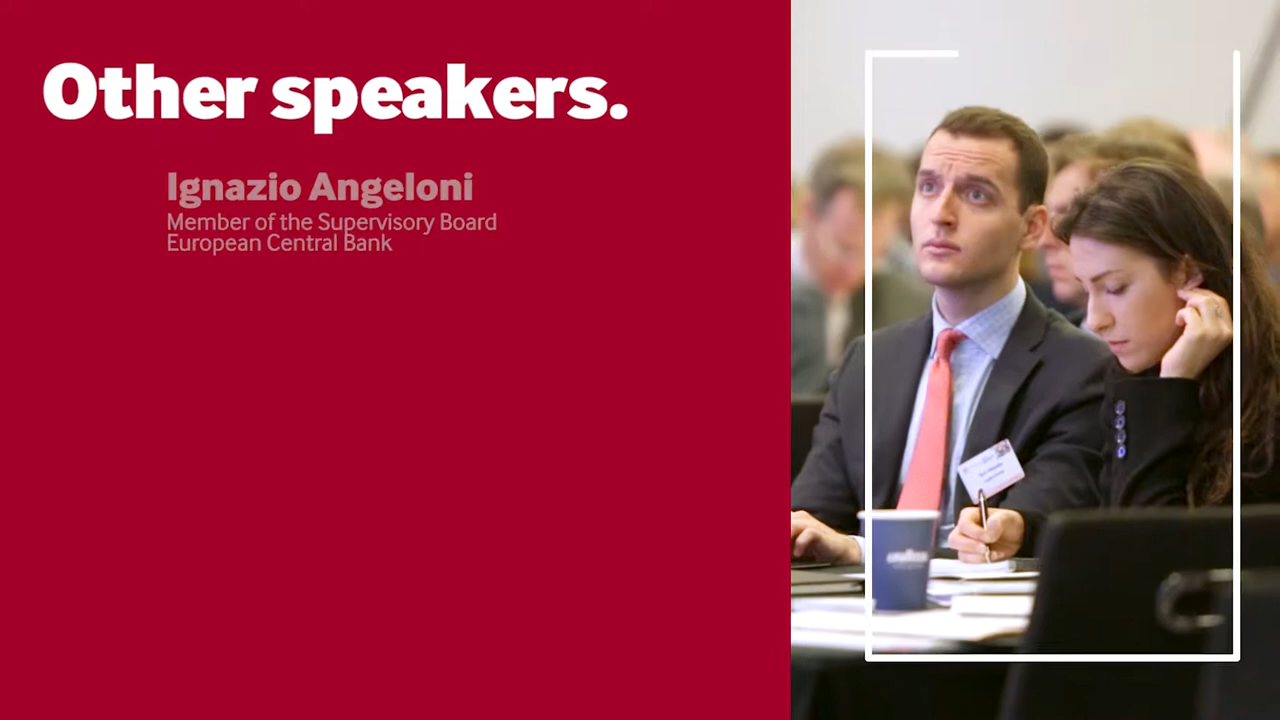 Other speakers.
Ignazio Angeloni
Member of the Supervisory Board
European Central Bank